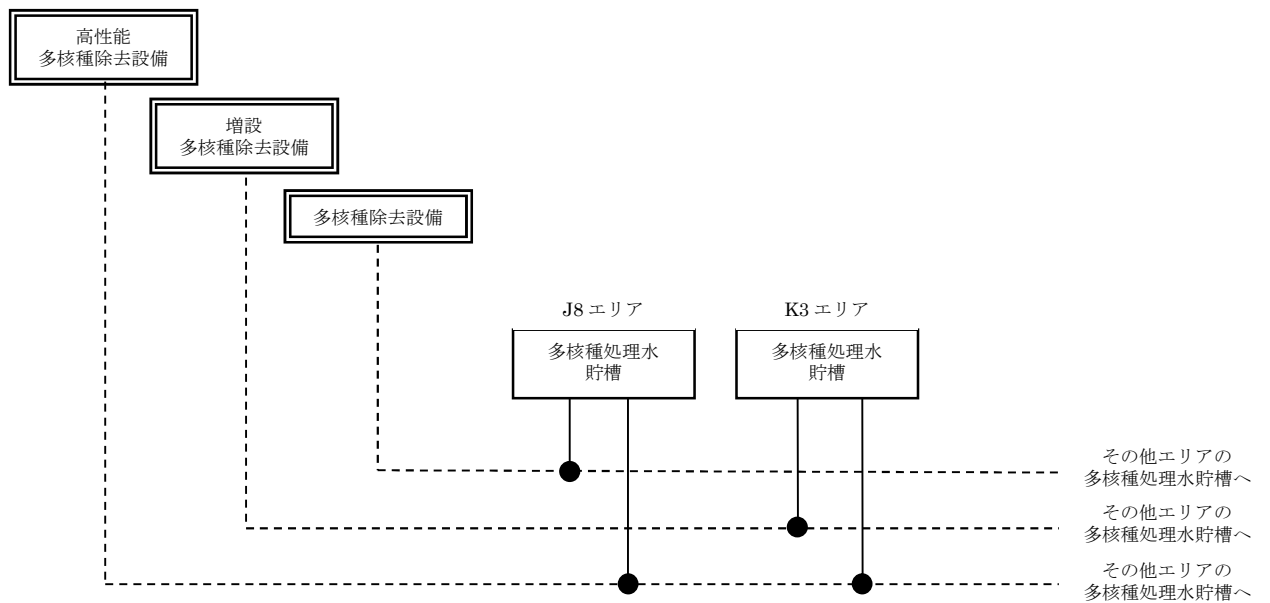 高性能
多核種除去設備
増設
多核種除去設備
多核種除去設備
J8エリア
K3エリア
多核種処理水
貯槽
多核種処理水
貯槽
その他エリアの
多核種処理水貯槽へ
その他エリアの
多核種処理水貯槽へ
その他エリアの
多核種処理水貯槽へ